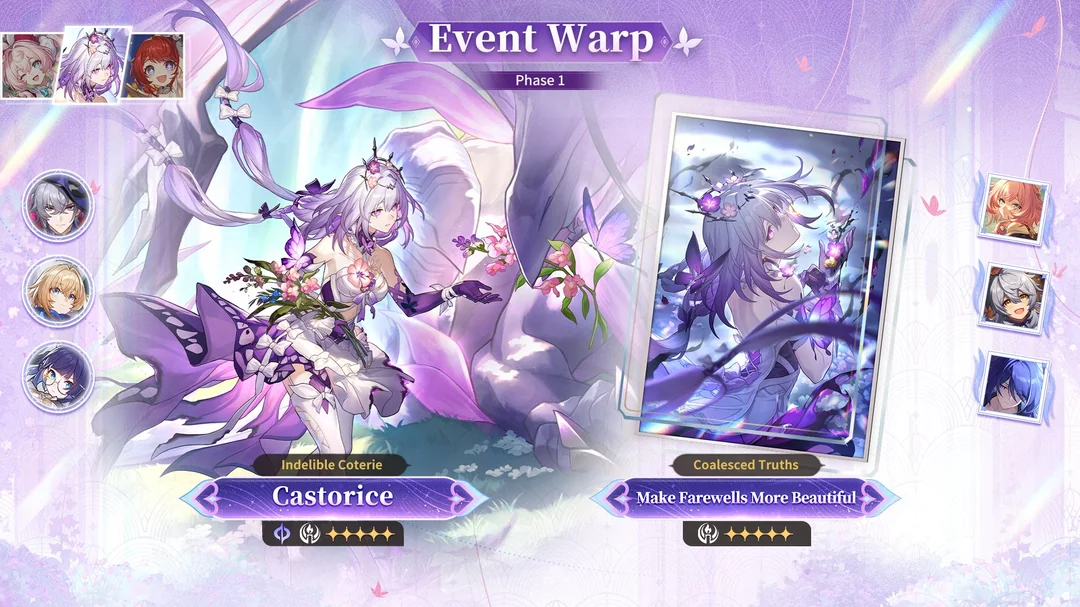 Event Warp
Phase 1
Indelible Coterie
Castorice
Coalesced Truths
Make Farewells More Beautiful